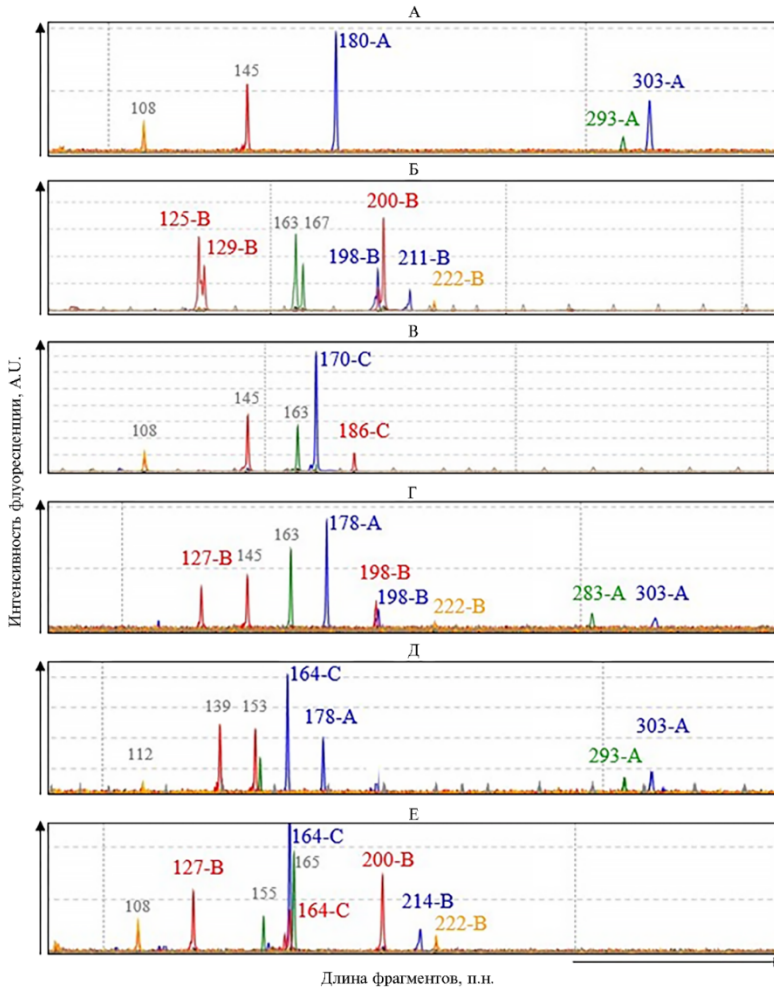 А
180-A
145
303-A
108
293-A
Б
200-B
125-B
163 167
129-B
198-B 211-B
222-B
В
170-C
145
163
108
186-C
Г
178-A
163
127-B 145
198-B
198-B
222-B
283-A 303-A
Д
164-C
139 153
178-A
303-A
112
293-A
Е
164-C
127-B
165
200-B
155
108
164-C
214-B
222-B
Интенсивность флуоресценции, A.U.
Длина фрагментов, п.н.